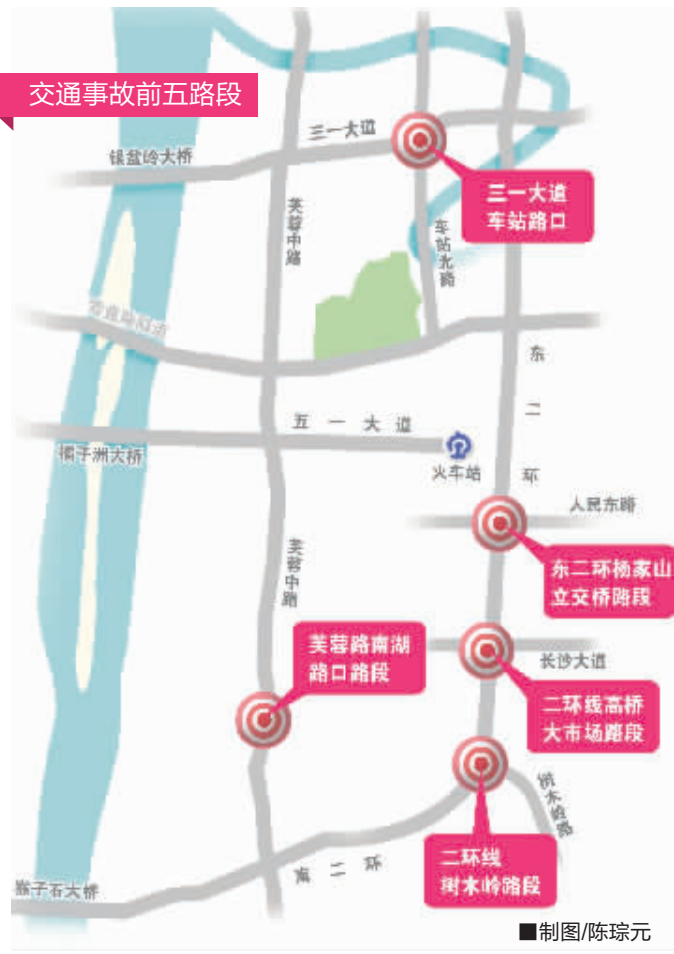 交通事故前五路段
三一大道
银盆岭大桥
三一大道
车站路口
芙蓉中路
车站北路
东二环
五一大道
橘子洲大桥
火车站
人民东路
东二环杨家山
立交桥路段
芙蓉中路
芙蓉路南湖
路口路段
长沙大道
二环线高桥
大市场路段
树木岭路
二环线
树木岭路段
南二环
猴子石大桥
■制图/陈琮元